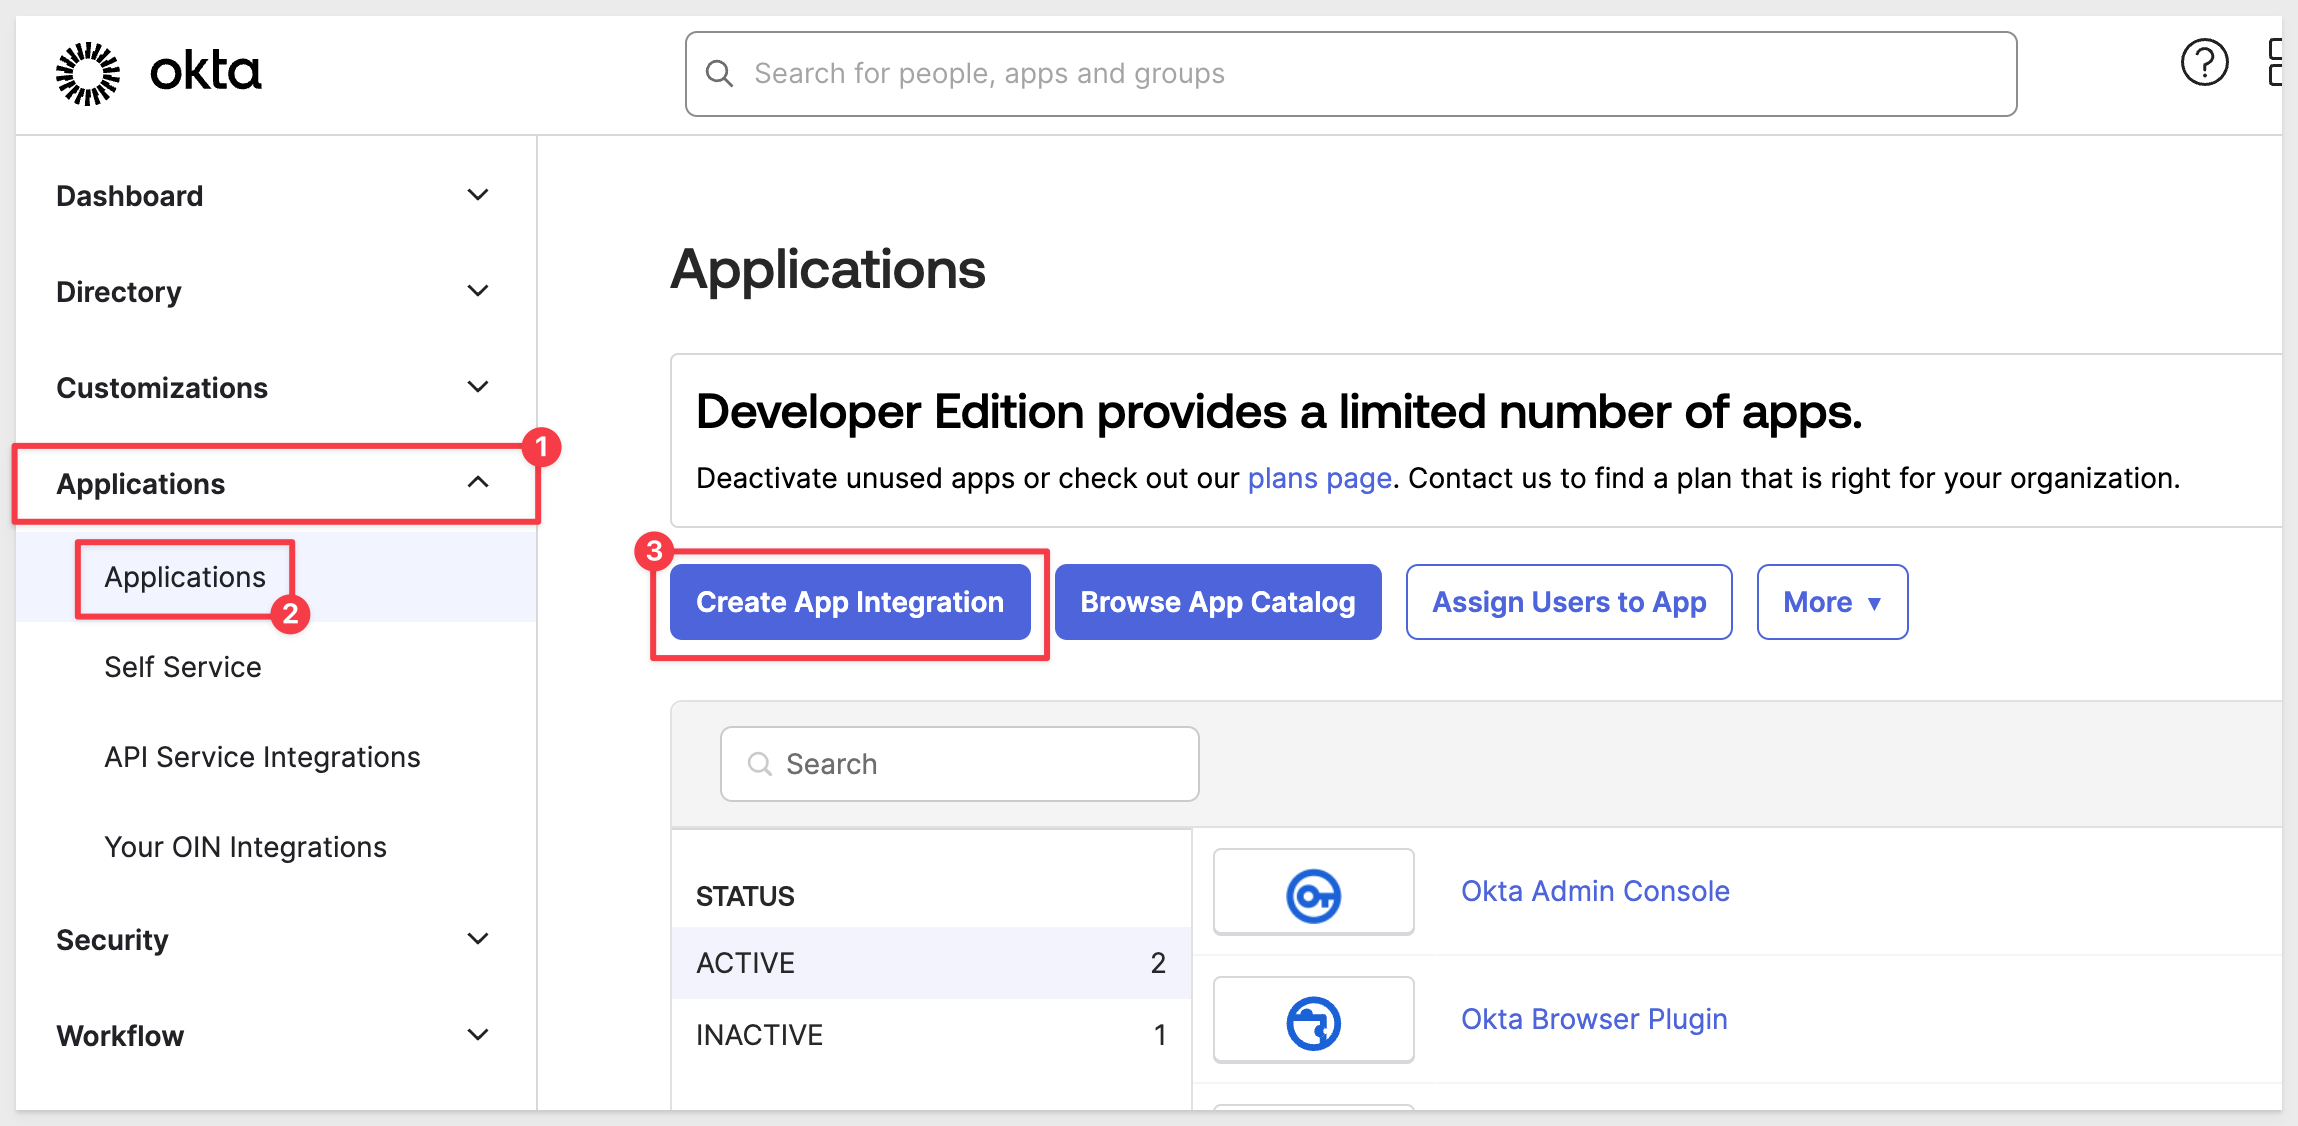 okta
Search for people, apps and groups
Dashboard
Directory
Customizations
1
Applications
Applications
2
Self Service
API Service Integrations
Your OIN Integrations
Security
Workflow
Applications
Developer Edition provides a limited number of apps.
Deactivate unused apps or check out our plans page. Contact us to find a plan that is right for your organization.
3
Create App Integration
Browse App Catalog
Assign Users to App
More ▼
Search
STATUS
ACTIVE 2
INACTIVE 1
Okta Admin Console
Okta Browser Plugin